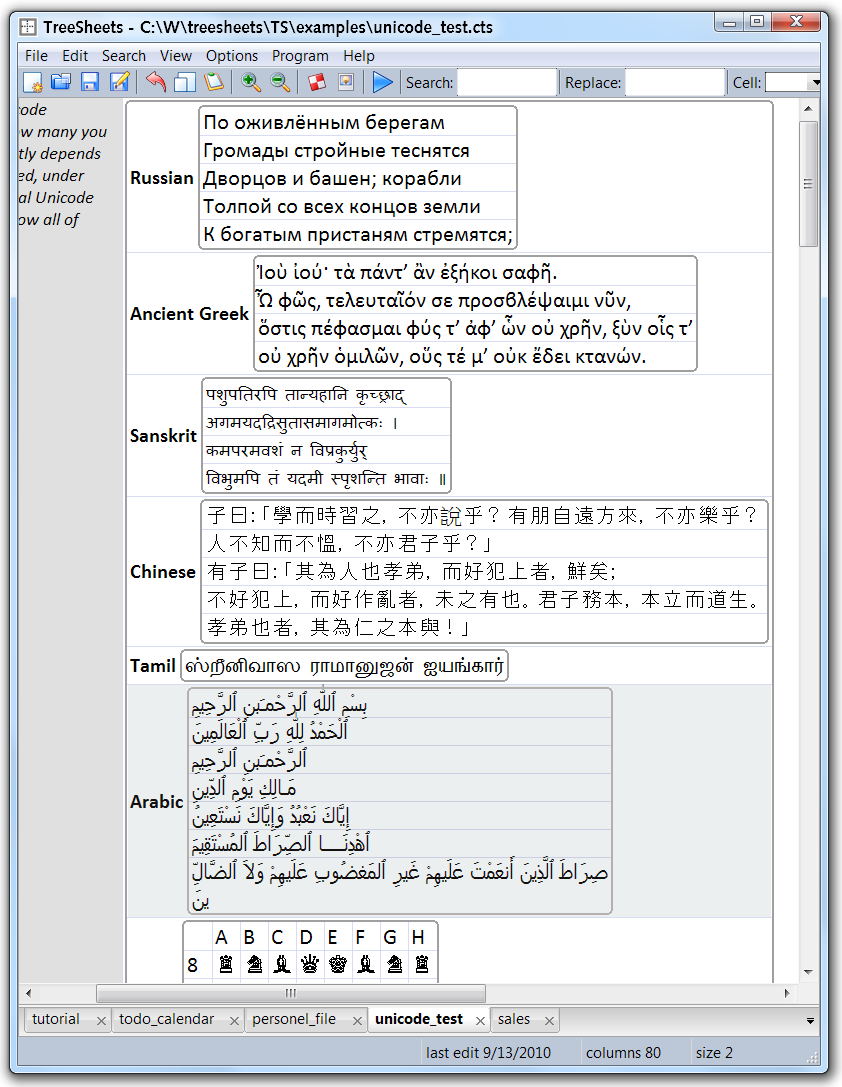 TreeSheets - C:\W\treesheets\TS\examples\unicode_test.cts
File Edit Search View Options Program Help
Search: Replace: Cell:
ode
ow many you
tly depends
ed, under
al Unicode
ow all of
Russian
По оживлённым берегам
Громады стройные теснятся
Дворцов и башен; корабли
Толпой со всех концов земли
К богатым пристаням стремятся;
Ancient Greek
Ἰοὺ ἰού· τὰ πάντ’ ἂν ἐξήκοι σαφῆ.
Ὦ φῶς, τελευταῖόν σε προσβλέψαιμι νῦν,
ὅστις πέφασμαι φύς τ’ ἀφ’ ὧν οὐ χρῆν, ξὺν οἷς τ’
οὐ χρῆν ὁμιλῶν, οὕς τέ μ’ οὐκ ἔδει κτανών.
Sanskrit
पशुपतिरपि तान्यहानि कृच्छ्राद्
अगमयदद्रिसुतासमागमोत्कः ।
कमपरमवशं न विप्रकुर्युर्
विभुमपि तं यदमी स्पृशन्ति भावाः ॥
Chinese
子曰:「學而時習之, 不亦說乎? 有朋自遠方來, 不亦樂乎?
人不知而不慍, 不亦君子乎?」
有子曰:「其為人也孝弟, 而好犯上者, 鮮矣;
不好犯上, 而好作亂者, 未之有也。君子務本, 本立而道生。
孝弟也者, 其為仁之本與!」
Tamil
ஸ்றீனிவாஸ ராமானுஜன் ஐயங்கார்
Arabic
بِسْمِ ٱللّٰهِ ٱلرَّحْمـَبنِ ٱلرَّحِيمِ
ٱلْحَمْدُ لِلّٰهِ رَبِّ ٱلْعَالَمِينَ
ٱلرَّحْمـَبنِ ٱلرَّحِيمِ
مَـالِكِ يَوْمِ ٱلدِّينِ
إِيَّاكَ نَعْبُدُ وَإِيَّاكَ نَسْتَعِينُ
ٱهْدِنَــــا ٱلصِّرَاطَ ٱلمُسْتَقِيمَ
صِرَاطَ ٱلَّذِينَ أَنعَمْتَ عَلَيهِمْ غَيرِ ٱلمَغضُوبِ عَلَيهِمْ وَلاَ ٱلضَّالِّ
ينَ
A B C D E F G H
8 ♜ ♞ ♝ ♛ ♚ ♝ ♞ ♜
tutorial todo_calendar personel_file unicode_test sales
last edit 9/13/2010 columns 80 size 2